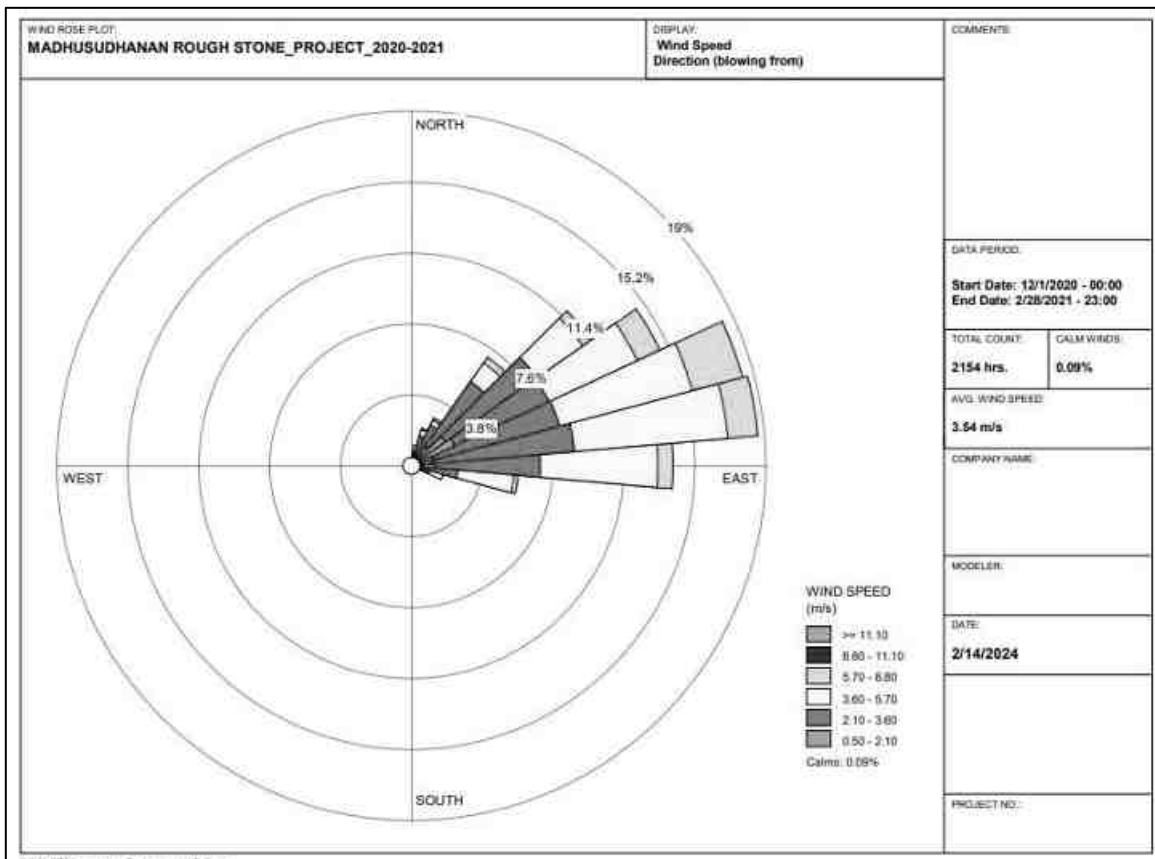 WIND ROSE PLOT:
MADHUSUDHANAN ROUGH STONE_PROJECT_2020-2021
DISPLAY:
Wind Speed
Direction (blowing from)
COMMENTS:
NORTH
19%
15.2%
11.4%
7.6%
3.8%
WEST
EAST
SOUTH
WIND SPEED
(m/s)
>= 11.10
8.80 - 11.10
5.70 - 8.80
3.60 - 5.70
2.10 - 3.60
0.50 - 2.10
Calms: 0.09%
DATA PERIOD:
Start Date: 12/1/2020 - 00:00
End Date: 2/28/2021 - 23:00
TOTAL COUNT:
2154 hrs.
CALM WINDS:
0.09%
AVG. WIND SPEED:
3.54 m/s
COMPANY NAME:
MODELER:
DATE:
2/14/2024
PROJECT NO.: